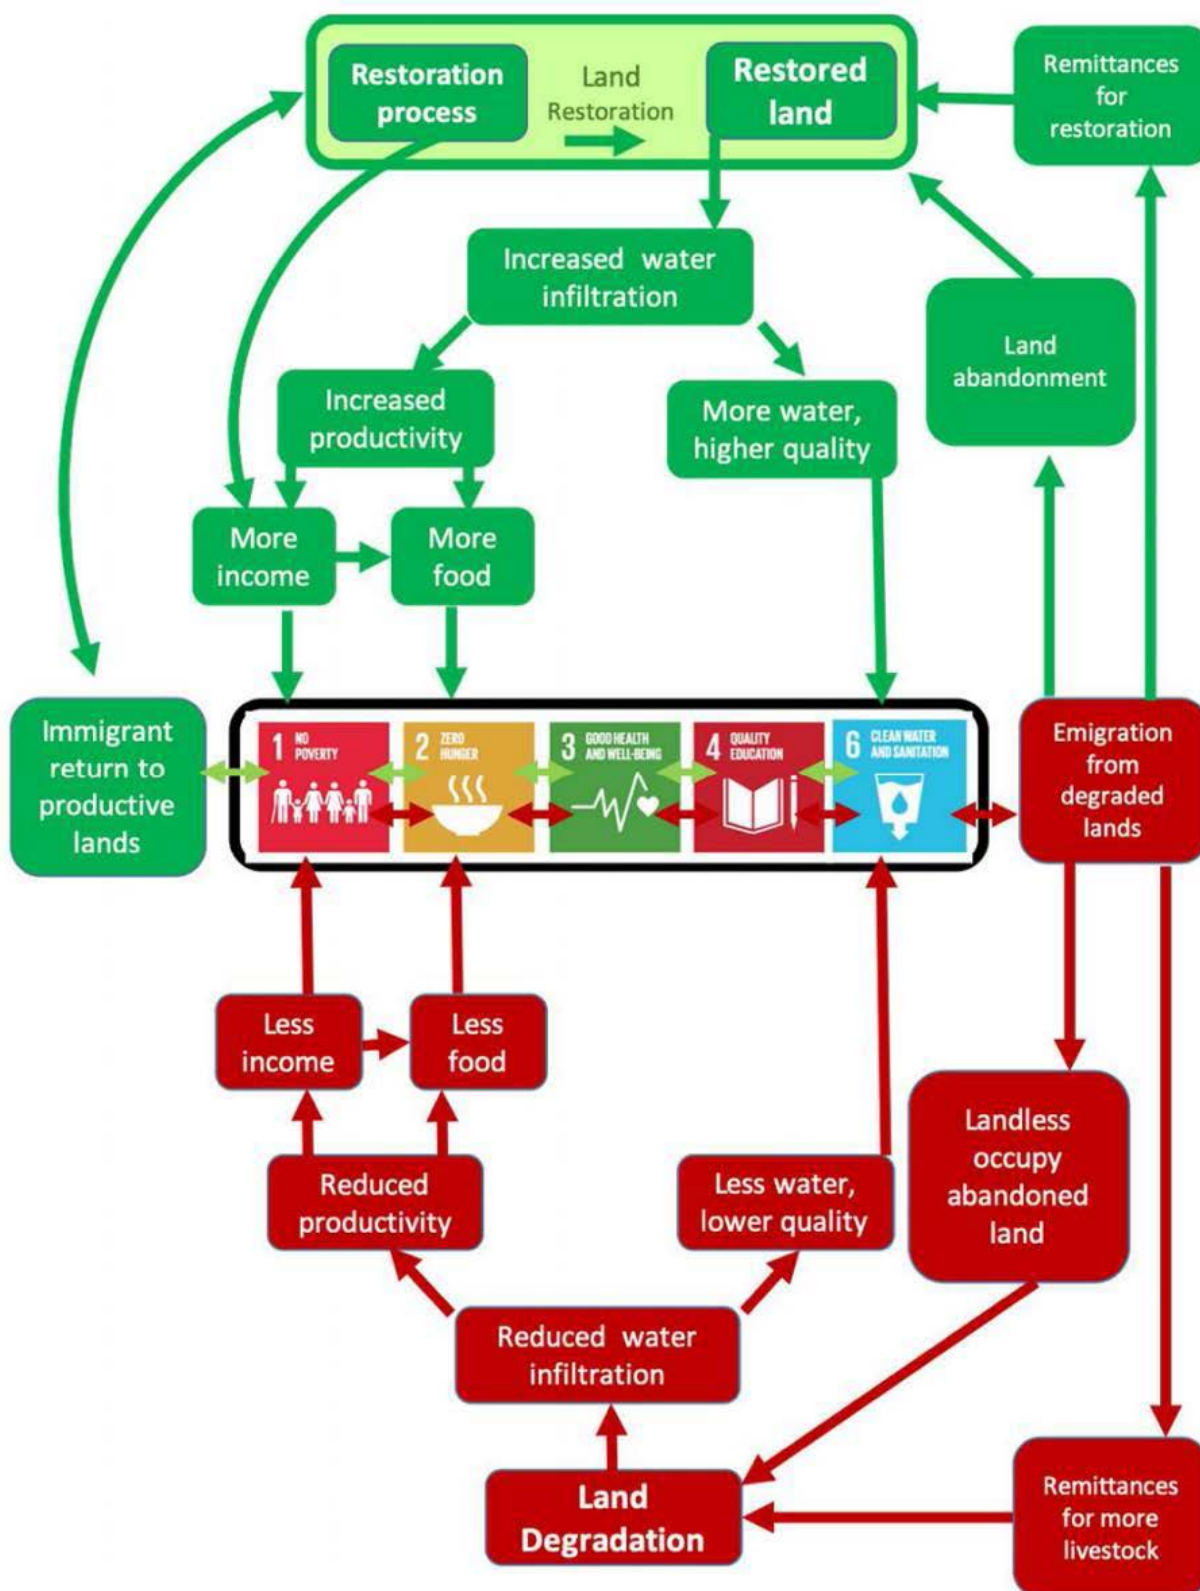 Restoration
process
Land
Restoration
Restored
land
Remittances
for
restoration
Increased water
infiltration
Land
abandonment
Increased
productivity
More water,
higher quality
More
income
More
food
Immigrant
return to
productive
lands
1 NO
POVERTY
2 ZERO
HUNGER
3 GOOD HEALTH
AND WELL-BEING
4 QUALITY
EDUCATION
6 CLEAN WATER
AND SANITATION
Emigration
from
degraded
lands
Less
income
Less
food
Landless
occupy
abandoned
land
Reduced
productivity
Less water,
lower quality
Reduced water
infiltration
Land
Degradation
Remittances
for more
livestock